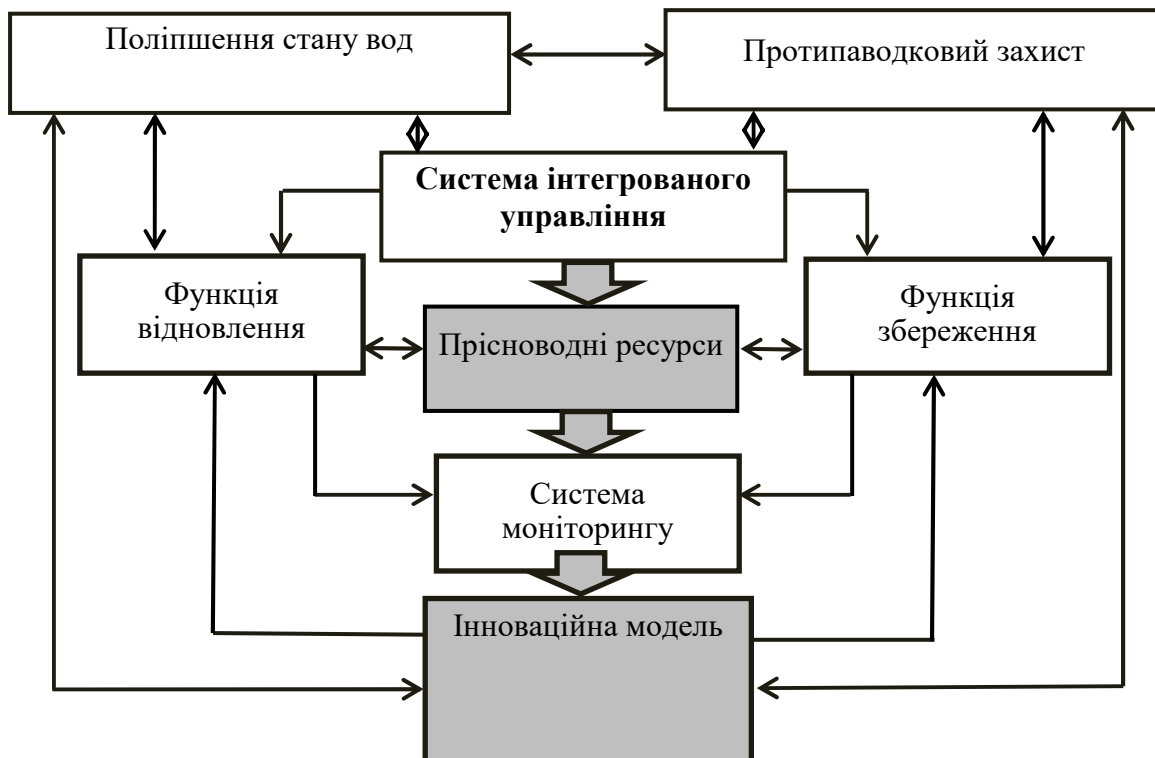 Поліпшення стану вод
Протипаводковий захист
Система інтегрованого
управління
Функція
відновлення
Прісноводні ресурси
Функція
збереження
Система
моніторингу
Інноваційна модель